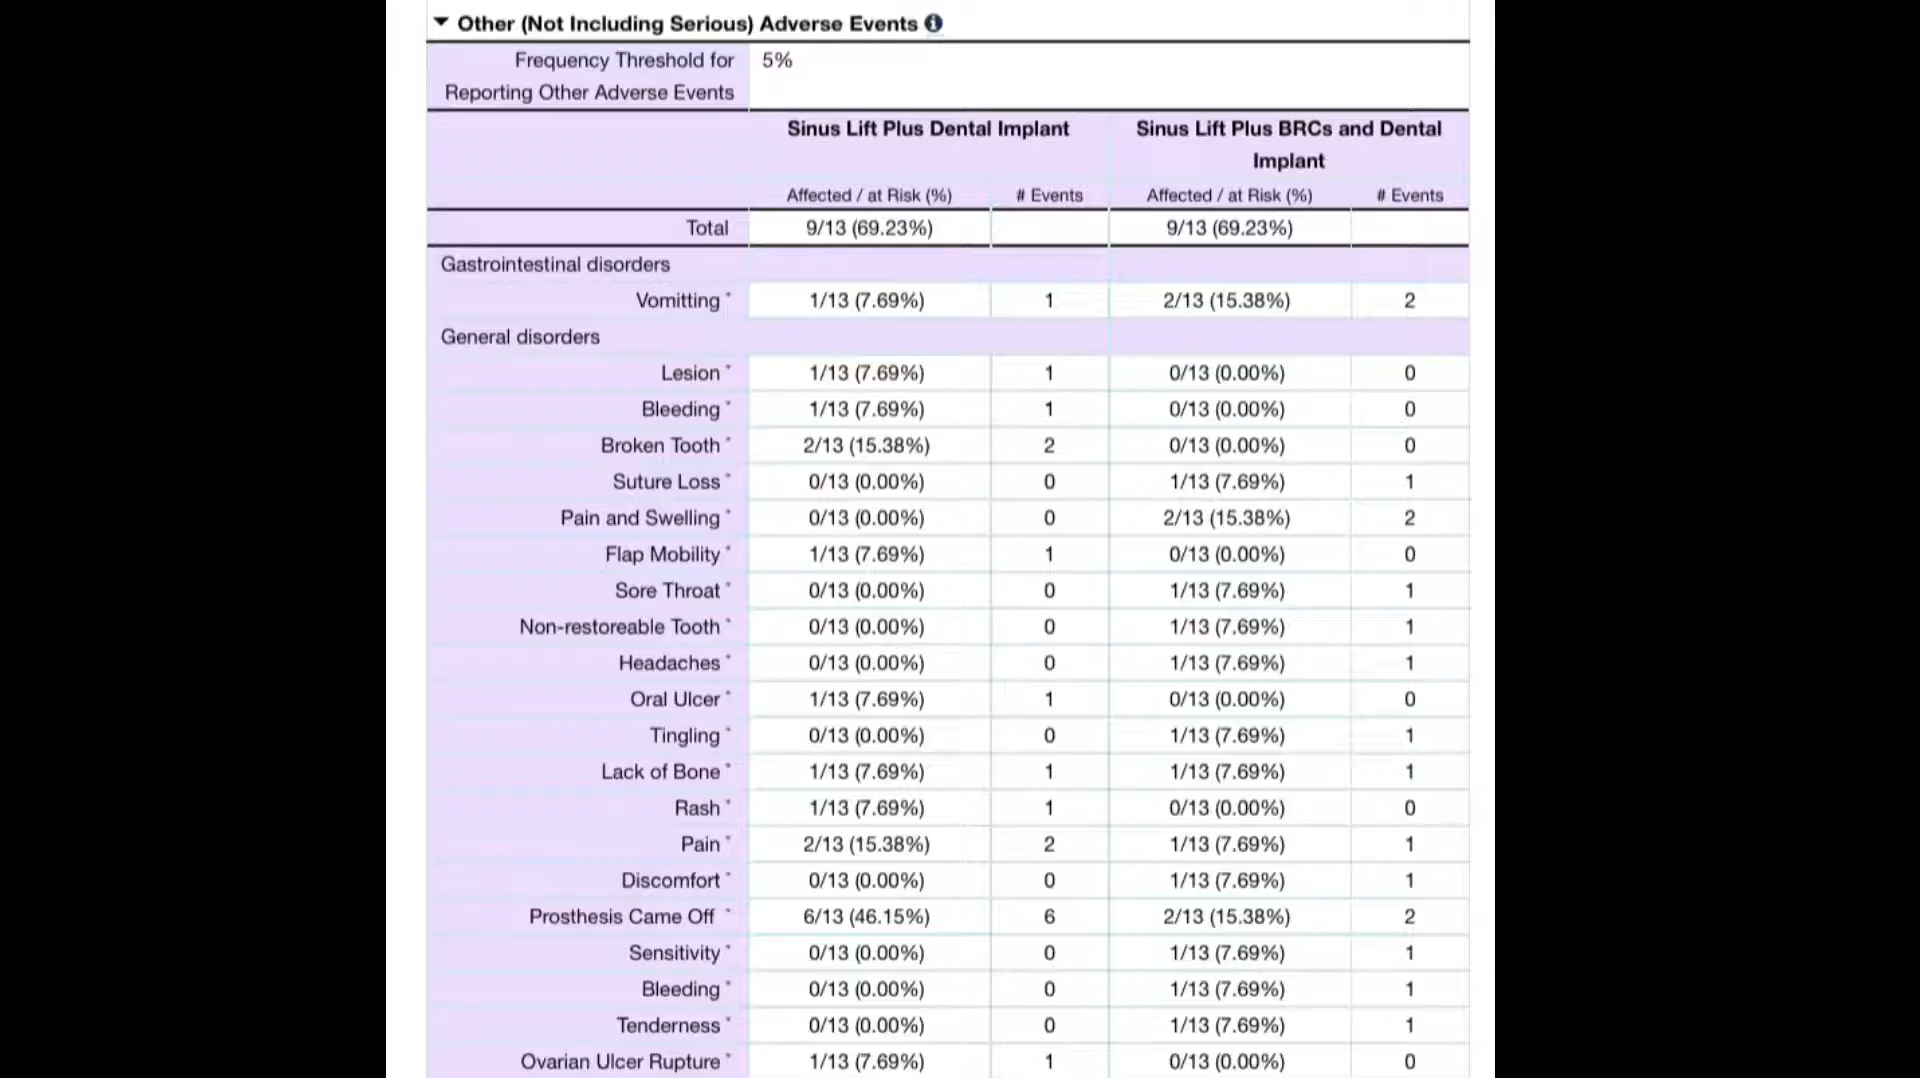 Other (Not Including Serious) Adverse Events
Frequency Threshold for 5%
Reporting Other Adverse Events
Sinus Lift Plus Dental Implant Sinus Lift Plus BRCs and Dental
Implant
Affected / at Risk (%) # Events Affected / at Risk (%) # Events
Total 9/13 (69.23%) 9/13 (69.23%)
Gastrointestinal disorders
Vomitting * 1/13 (7.69%) 1 2/13 (15.38%) 2
General disorders
Lesion * 1/13 (7.69%) 1 0/13 (0.00%) 0
Bleeding * 1/13 (7.69%) 1 0/13 (0.00%) 0
Broken Tooth * 2/13 (15.38%) 2 0/13 (0.00%) 0
Suture Loss * 0/13 (0.00%) 0 1/13 (7.69%) 1
Pain and Swelling * 0/13 (0.00%) 0 2/13 (15.38%) 2
Flap Mobility * 1/13 (7.69%) 1 0/13 (0.00%) 0
Sore Throat * 0/13 (0.00%) 0 1/13 (7.69%) 1
Non-restoreable Tooth * 0/13 (0.00%) 0 1/13 (7.69%) 1
Headaches * 0/13 (0.00%) 0 1/13 (7.69%) 1
Oral Ulcer * 1/13 (7.69%) 1 0/13 (0.00%) 0
Tingling * 0/13 (0.00%) 0 1/13 (7.69%) 1
Lack of Bone * 1/13 (7.69%) 1 1/13 (7.69%) 1
Rash * 1/13 (7.69%) 1 0/13 (0.00%) 0
Pain * 2/13 (15.38%) 2 1/13 (7.69%) 1
Discomfort * 0/13 (0.00%) 0 1/13 (7.69%) 1
Prosthesis Came Off * 6/13 (46.15%) 6 2/13 (15.38%) 2
Sensitivity * 0/13 (0.00%) 0 1/13 (7.69%) 1
Bleeding * 0/13 (0.00%) 0 1/13 (7.69%) 1
Tenderness * 0/13 (0.00%) 0 1/13 (7.69%) 1
Ovarian Ulcer Rupture * 1/13 (7.69%) 1 0/13 (0.00%) 0